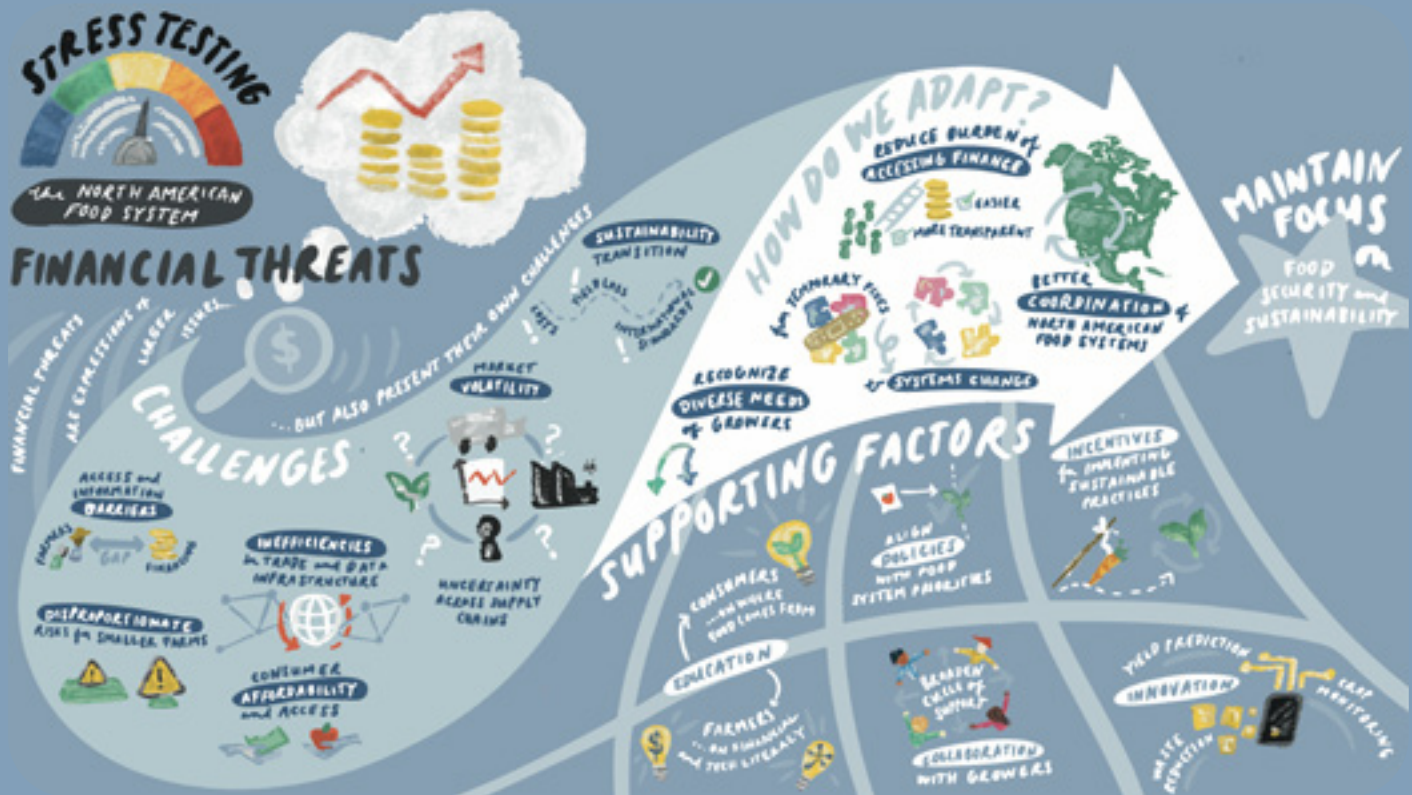 STRESS TESTING
the NORTH AMERICAN
FOOD SYSTEM
FINANCIAL THREATS
FINANCIAL THREATS
ARE EXPRESSIONS of
LARGER
ISSUES...
...BUT ALSO PRESENT THEIR OWN CHALLENGES
CHALLENGES
ACCESS and
INFORMATION
BARRIERS
FARMERS
GAP
FINANCING
DISPROPORTIONATE
RISKS for SMALLER FARMS
INEFFICIENCIES
in TRADE and DATA
INFRASTRUCTURE
CONSUMER
AFFORDABILITY
and ACCESS
MARKET
VOLATILITY
UNCERTAINTY
ACROSS SUPPLY
CHAINS
SUSTAINABILITY
TRANSITION
COSTS
YIELD LOSS
INTERNATIONAL
HOW DO WE ADAPT?
REDUCE BURDEN of
ACCESSING FINANCE
EASIER
MORE TRANSPARENT
from TEMPORARY FIXES
to SYSTEMS CHANGE
BETTER
COORDINATION of
NORTH AMERICAN
FOOD SYSTEMS
RECOGNIZE
DIVERSE NEEDS
of GROWERS
MAINTAIN
FOCUS
on
FOOD
SECURITY and
SUSTAINABILITY
SUPPORTING FACTORS
CONSUMERS
...ON WHERE
FOOD COMES FROM
EDUCATION
FARMERS
...ON FINANCIAL
and TECH LITERACY
ALIGN
POLICIES
WITH FOOD
SYSTEM PRIORITIES
INCENTIVES
for IMPLEMENTING
SUSTAINABLE
PRACTICES
BROADEN
CIRCLE of
SUPPORT
COLLABORATION
WITH GROWERS
YIELD PREDICTION
INNOVATION
CROP
MONITORING
WASTE
REDUCTION